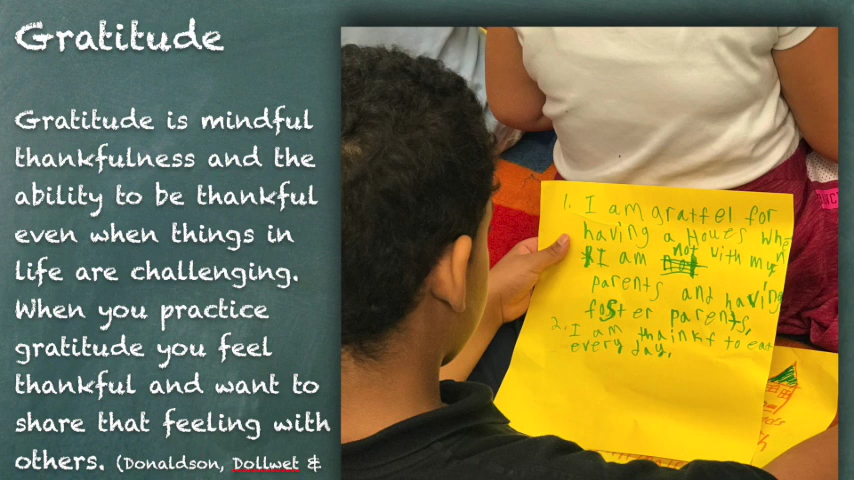 Gratitude
Gratitude is mindful
thankfulness and the
ability to be thankful
even when things in
life are challenging.
When you practice
gratitude you feel
thankful and want to
share that feeling with
others. (Donaldson, Dollwet &
1. I am gratfel for
having a Houes when
I am not with my
parents and having
foster parents,
2. I am thainkf to eat
every day,